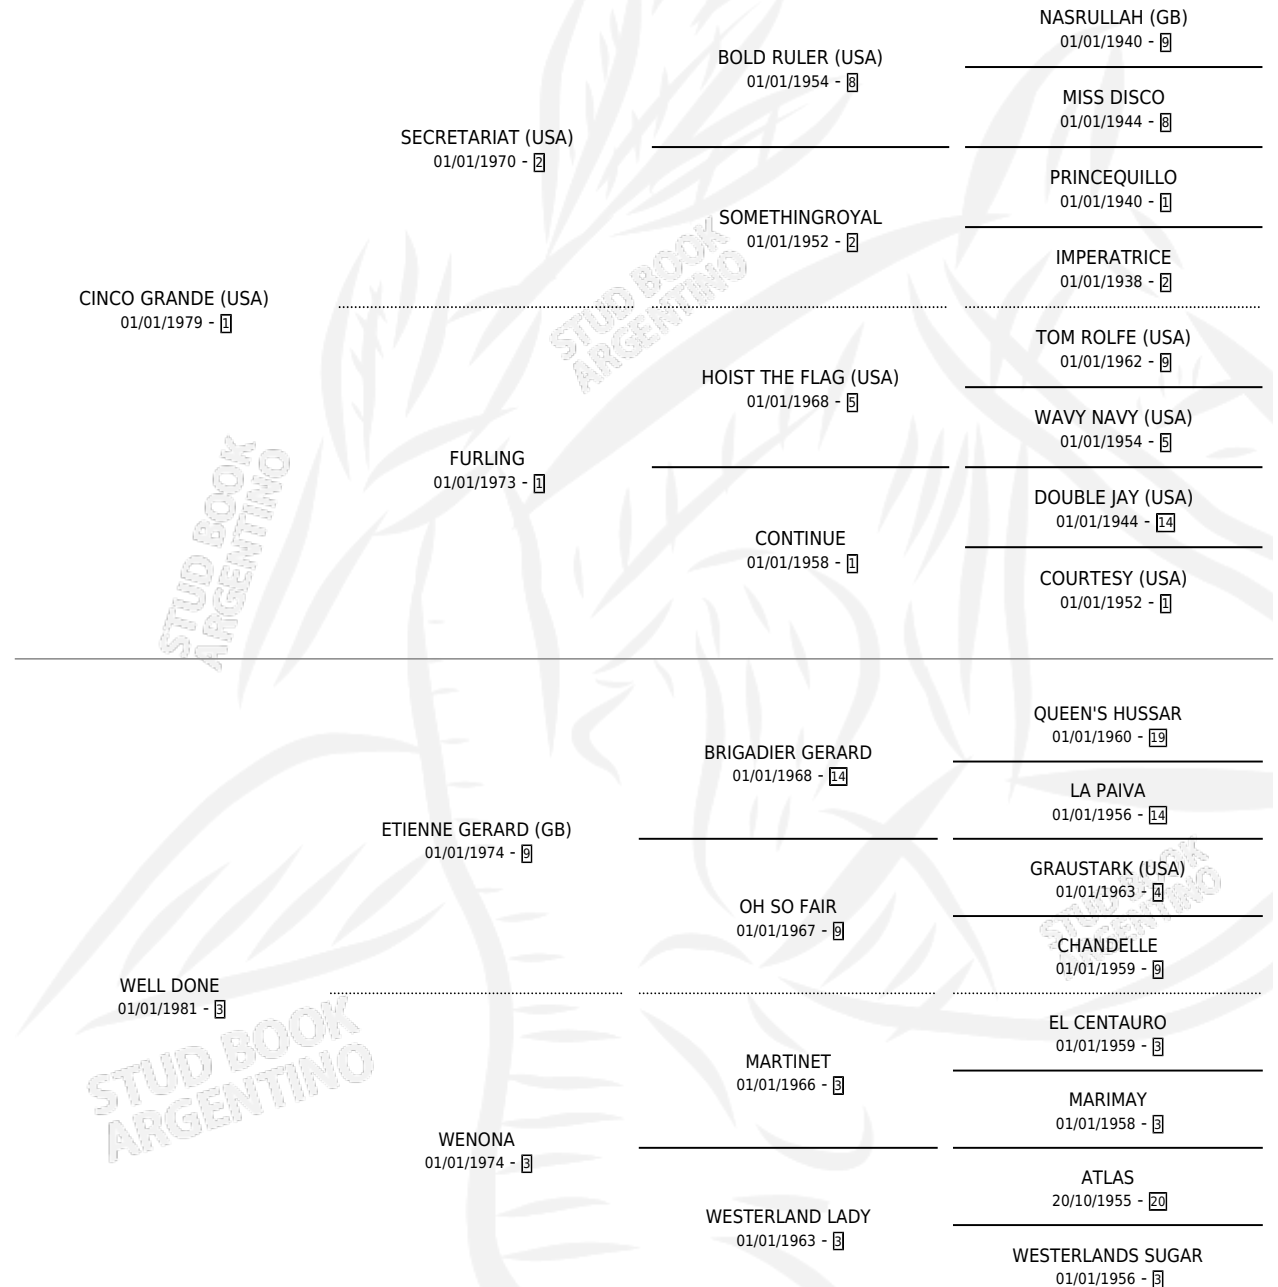 NASRULLAH (GB)
01/01/1940 - 9
BOLD RULER (USA)
01/01/1954 - 8
MISS DISCO
01/01/1944 - 8
SECRETARIAT (USA)
01/01/1970 - 2
PRINCEQUILLO
01/01/1940 - 1
SOMETHINGROYAL
01/01/1952 - 2
IMPERATRICE
01/01/1938 - 2
CINCO GRANDE (USA)
01/01/1979 - 1
TOM ROLFE (USA)
01/01/1962 - 9
HOIST THE FLAG (USA)
01/01/1968 - 5
WAVY NAVY (USA)
01/01/1954 - 5
FURLING
01/01/1973 - 1
DOUBLE JAY (USA)
01/01/1944 - 14
CONTINUE
01/01/1958 - 1
COURTESY (USA)
01/01/1952 - 1
QUEEN'S HUSSAR
01/01/1960 - 19
BRIGADIER GERARD
01/01/1968 - 14
LA PAIVA
01/01/1956 - 14
ETIENNE GERARD (GB)
01/01/1974 - 9
GRAUSTARK (USA)
01/01/1963 - 4
OH SO FAIR
01/01/1967 - 9
CHANDELLE
01/01/1959 - 9
WELL DONE
01/01/1981 - 3
EL CENTAURO
01/01/1959 - 3
MARTINET
01/01/1966 - 3
MARIMAY
01/01/1958 - 3
WENONA
01/01/1974 - 3
ATLAS
20/10/1955 - 20
WESTERLAND LADY
01/01/1963 - 3
WESTERLANDS SUGAR
01/01/1956 - 3
STUD BOOK
ARGENTINO
STUD BOOK
ARGENTINO
STUD BOOK
ARGENTINO
STUD BOOK
ARGENTINO